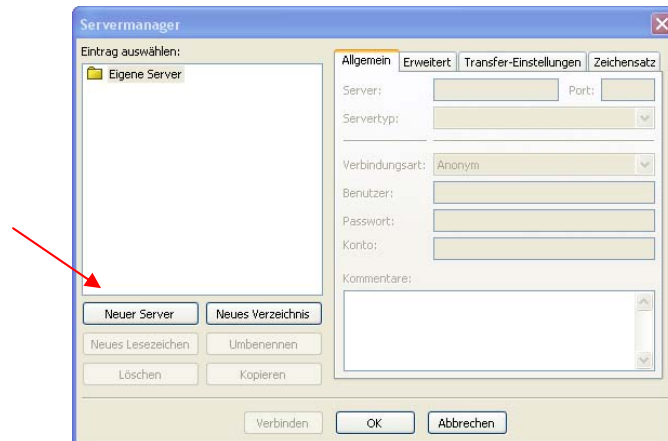 Servermanager
Eintrag auswählen:
Eigene Server
Neuer Server
Neues Verzeichnis
Neues Lesezeichen
Umbenennen
Löschen
Kopieren
Allgemein
Erweitert
Transfer-Einstellungen
Zeichensatz
Server:
Port:
Servertyp:
Verbindungsart:
Anonym
Benutzer:
Passwort:
Konto:
Kommentare:
Verbinden
OK
Abbrechen